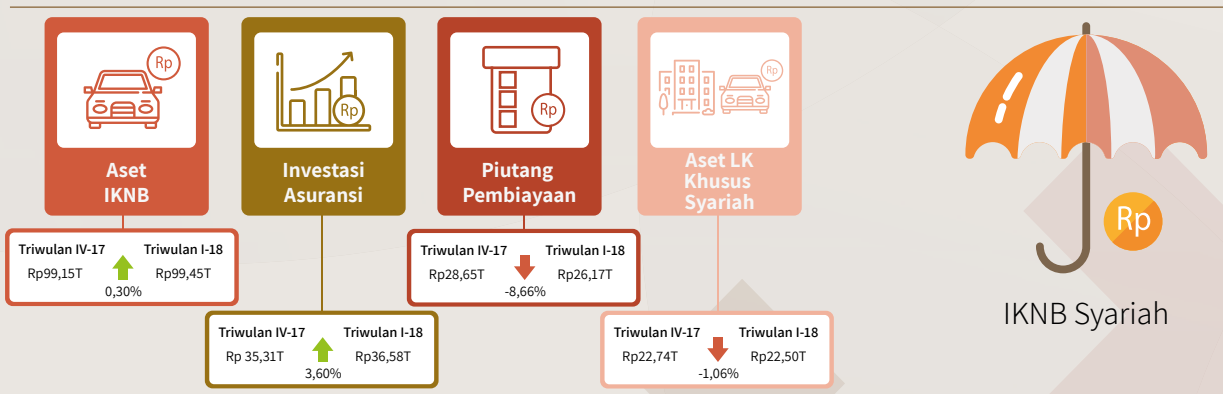 Rp
Aset
IKNB
Rp
Investasi
Asuransi
Rp
Piutang
Pembiayaan
Rp
Aset LK
Khusus
Syariah
Triwulan IV-17 Triwulan I-18
Rp99,15T Rp99,45T
0,30%
Triwulan IV-17 Triwulan I-18
Rp 35,31T Rp36,58T
3,60%
Triwulan IV-17 Triwulan I-18
Rp28,65T Rp26,17T
-8,66%
Triwulan IV-17 Triwulan I-18
Rp22,74T Rp22,50T
-1,06%
Rp
IKNB Syariah